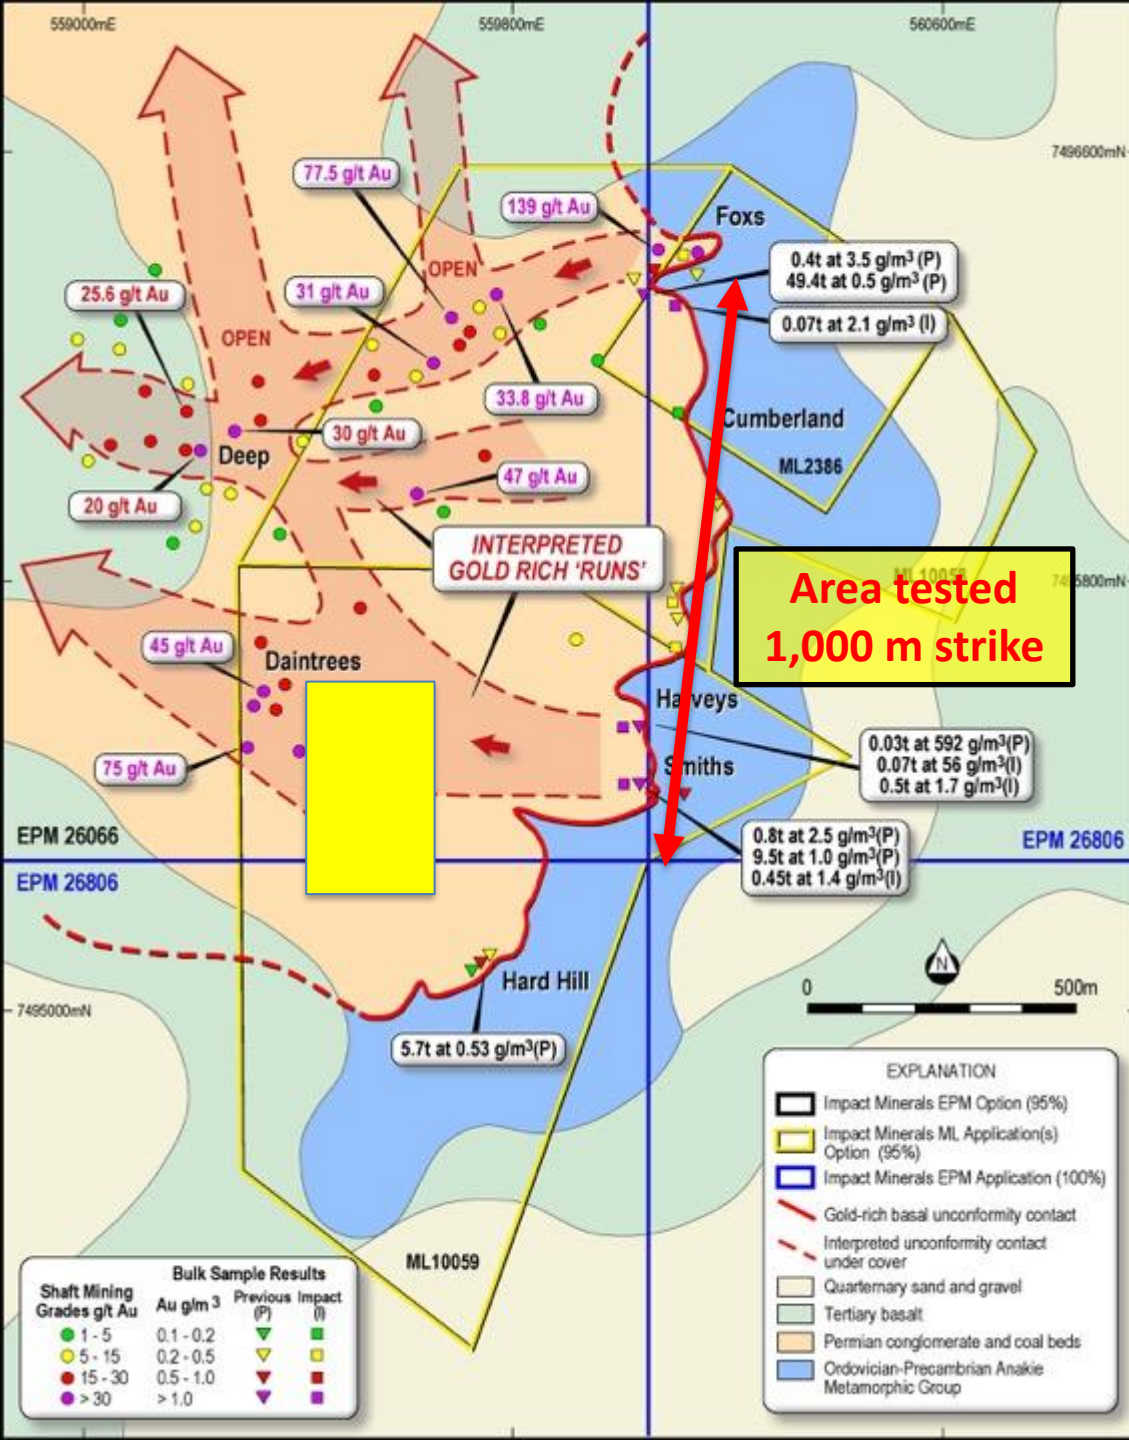 559000mE
559800mE
560600mE
7496600mN
77.5 g/t Au
139 g/t Au
Foxs
0.4t at 3.5 g/m³ (P)
49.4t at 0.5 g/m³ (P)
OPEN
25.6 g/t Au
31 g/t Au
0.07t at 2.1 g/m³ (I)
OPEN
33.8 g/t Au
Cumberland
30 g/t Au
Deep
ML2386
47 g/t Au
20 g/t Au
INTERPRETED
GOLD RICH 'RUNS'
ML10058
5800mN
Area tested
1,000 m strike
45 g/t Au
Daintrees
Harveys
75 g/t Au
Smiths
0.03t at 592 g/m³(P)
0.07t at 56 g/m³(I)
0.5t at 1.7 g/m³(I)
EPM 26066
EPM 26806
EPM 26806
0.8t at 2.5 g/m³(P)
9.5t at 1.0 g/m³(P)
0.45t at 1.4 g/m³(I)
Hard Hill
N
0 500m
7495000mN
5.7t at 0.53 g/m³(P)
EXPLANATION
Impact Minerals EPM Option (95%)
Impact Minerals ML Application(s)
Option (95%)
Impact Minerals EPM Application (100%)
Gold-rich basal unconformity contact
Interpreted unconformity contact
under cover
Quarternary sand and gravel
Tertiary basalt
Permian conglomerate and coal beds
Ordovician-Precambrian Anakie
Metamorphic Group
ML10059
Bulk Sample Results
Shaft Mining
Grades g/t Au
Au g/m³
Previous
(P)
Impact
(I)
1 - 5 0.1 - 0.2
5 - 15 0.2 - 0.5
15 - 30 0.5 - 1.0
> 30 > 1.0